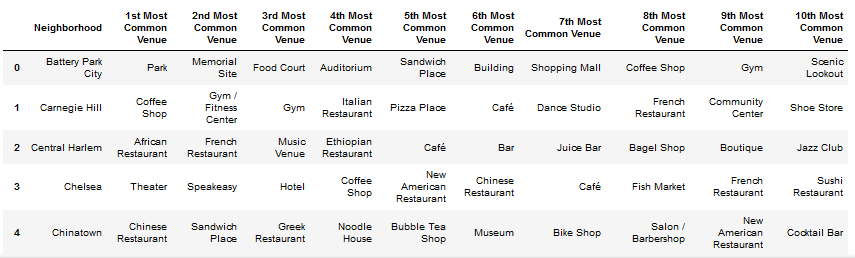 Neighborhood 1st Most Common Venue 2nd Most Common Venue 3rd Most Common Venue 4th Most Common Venue 5th Most Common Venue 6th Most Common Venue 7th Most Common Venue 8th Most Common Venue 9th Most Common Venue 10th Most Common Venue
0 Battery Park City Park Memorial Site Food Court Auditorium Sandwich Place Building Shopping Mall Coffee Shop Gym Scenic Lookout
1 Carnegie Hill Coffee Shop Gym / Fitness Center Gym Italian Restaurant Pizza Place Café Dance Studio French Restaurant Community Center Shoe Store
2 Central Harlem African Restaurant French Restaurant Music Venue Ethiopian Restaurant Café Bar Juice Bar Bagel Shop Boutique Jazz Club
3 Chelsea Theater Speakeasy Hotel Coffee Shop New American Restaurant Chinese Restaurant Café Fish Market French Restaurant Sushi Restaurant
4 Chinatown Chinese Restaurant Sandwich Place Greek Restaurant Noodle House Bubble Tea Shop Museum Bike Shop Salon / Barbershop New American Restaurant Cocktail Bar